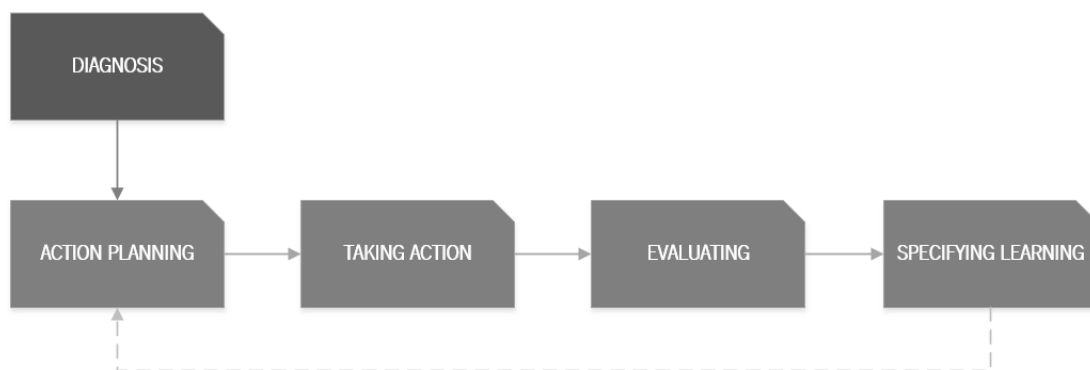 DIAGNOSIS
ACTION PLANNING
TAKING ACTION
EVALUATING
SPECIFYING LEARNING